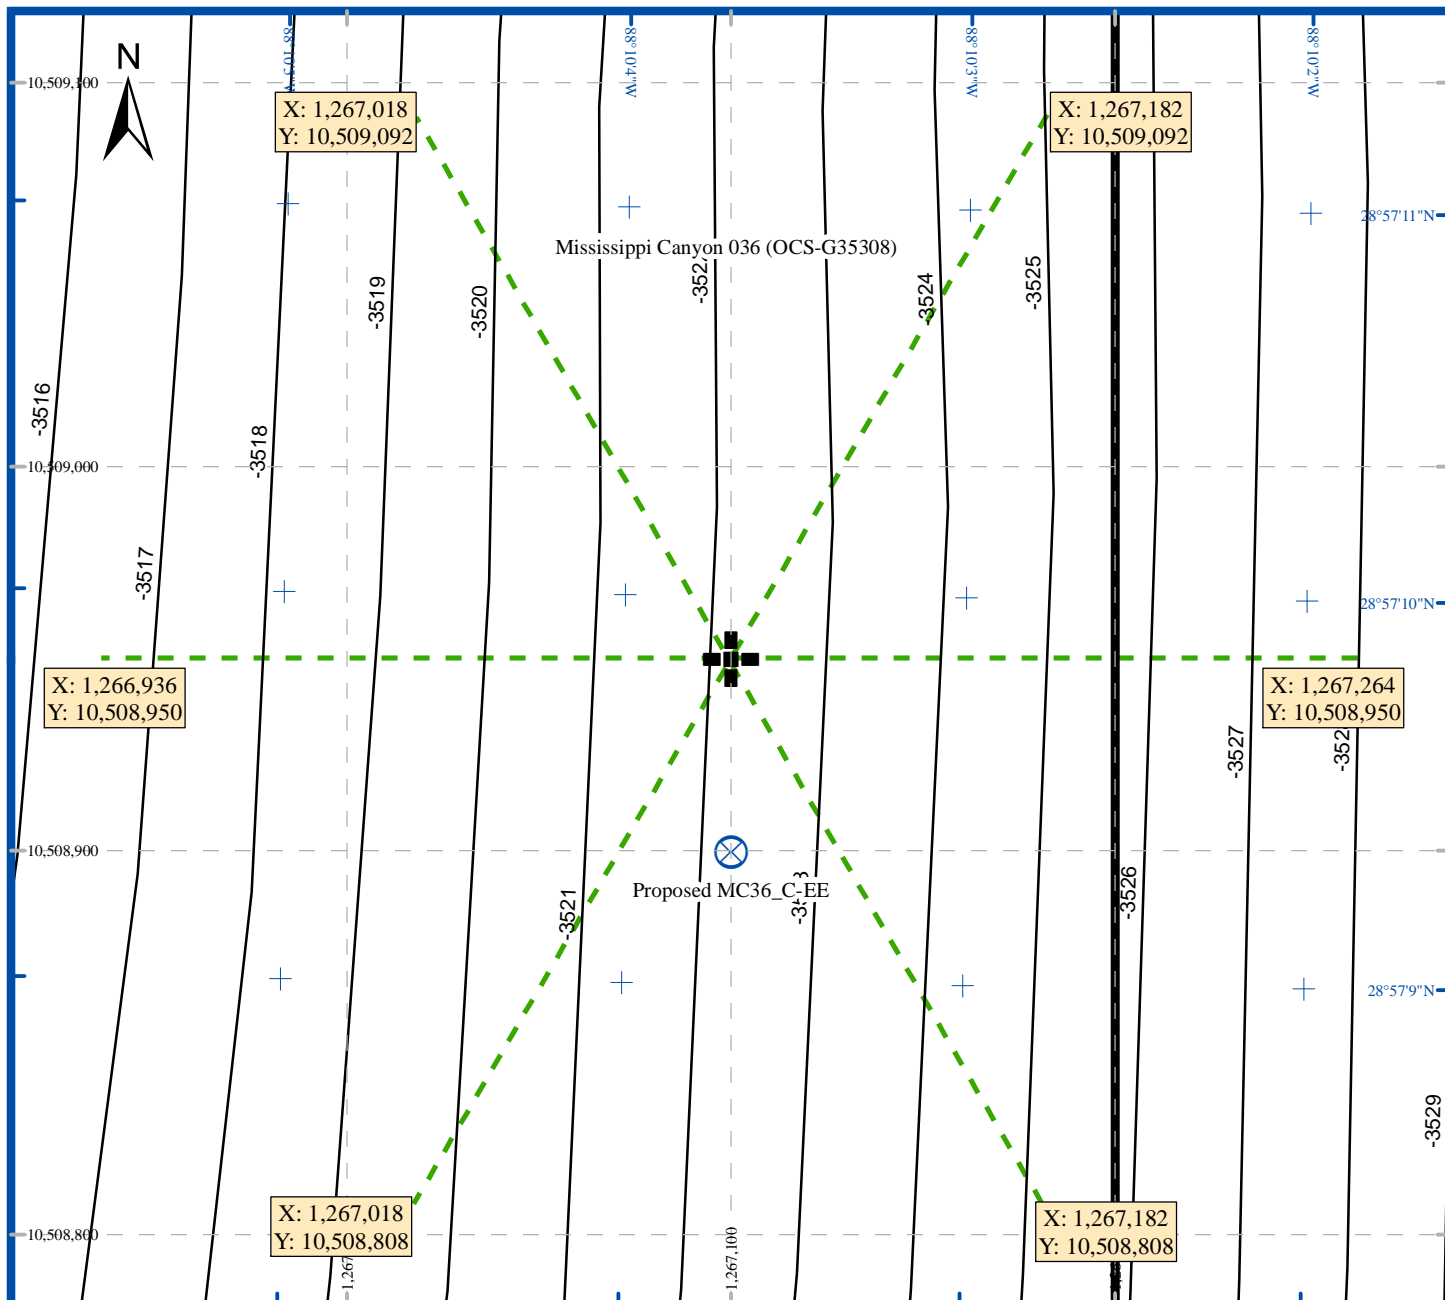 N
88°10'4"W
88°10'3"W
88°10'2"W
10,509,100
X: 1,267,018
Y: 10,509,092
X: 1,267,182
Y: 10,509,092
28°57'11"N
Mississippi Canyon 036 (OCS-G35308)
-3516
-3517
-3518
-3519
-3520
-3524
-3525
10,509,000
28°57'10"N
X: 1,266,936
Y: 10,508,950
X: 1,267,264
Y: 10,508,950
-3527
10,508,900
Proposed MC36_C-EE
-3521
-3526
28°57'9"N
-3529
X: 1,267,018
Y: 10,508,808
X: 1,267,182
Y: 10,508,808
10,508,800
1,267,100